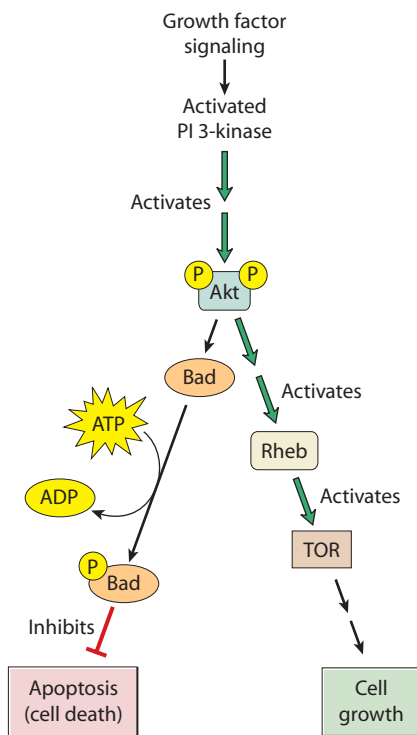 Growth factor
signaling
Activated
PI 3-kinase
Activates
P
P
Akt
Bad
Activates
ATP
Rheb
ADP
Activates
TOR
P
Bad
Inhibits
Apoptosis
(cell death)
Cell
growth